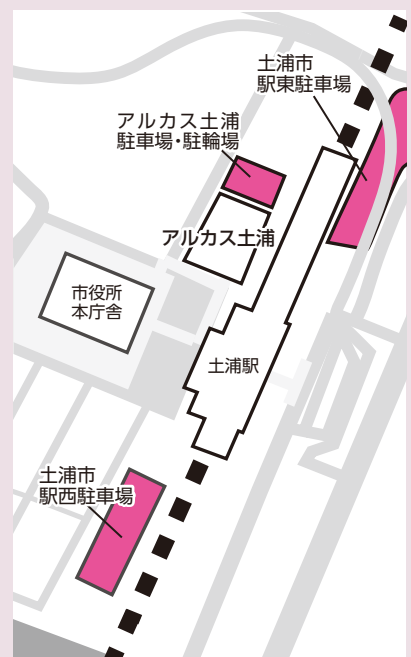 土浦市
駅東駐車場
アルカス土浦
駐車場・駐輪場
アルカス土浦
市役所
本庁舎
土浦駅
土浦市
駅西駐車場